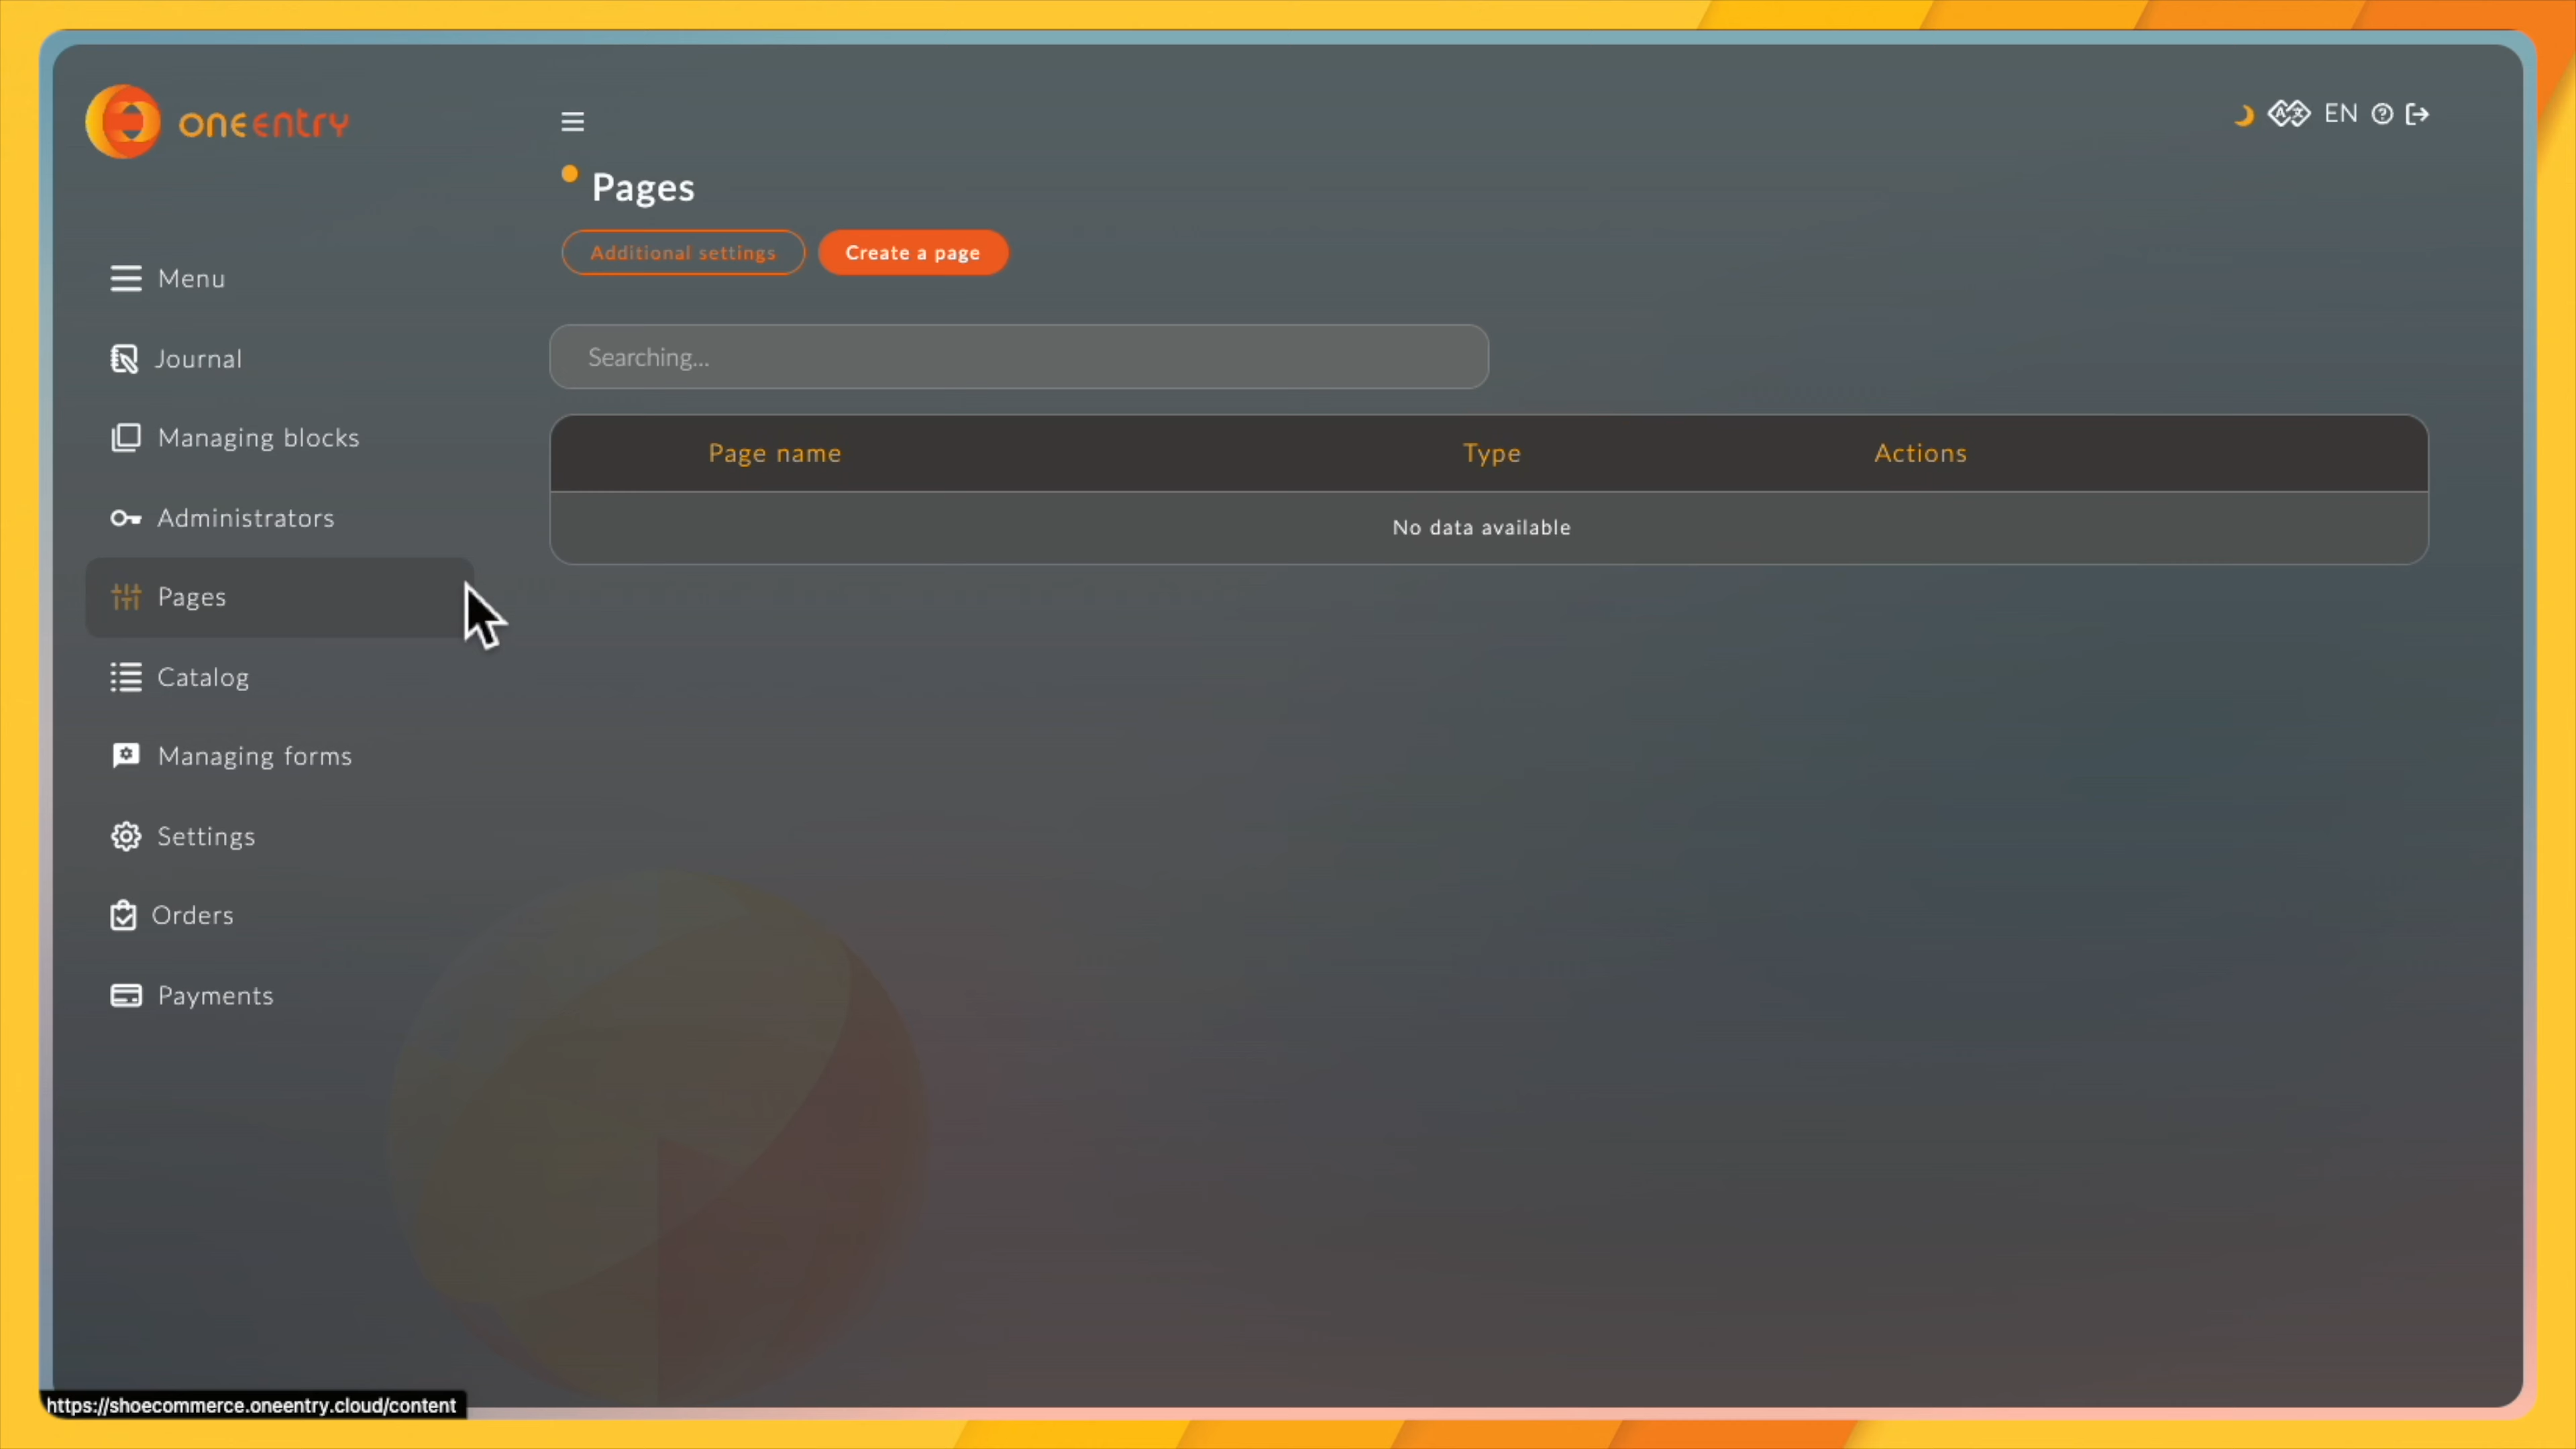 oneentry
EN
Pages
Additional settings
Create a page
Menu
Journal
Managing blocks
Administrators
Pages
Catalog
Managing forms
Settings
Orders
Payments
Searching...
Page name
Type
Actions
No data available
https://shoecommerce.oneentry.cloud/content